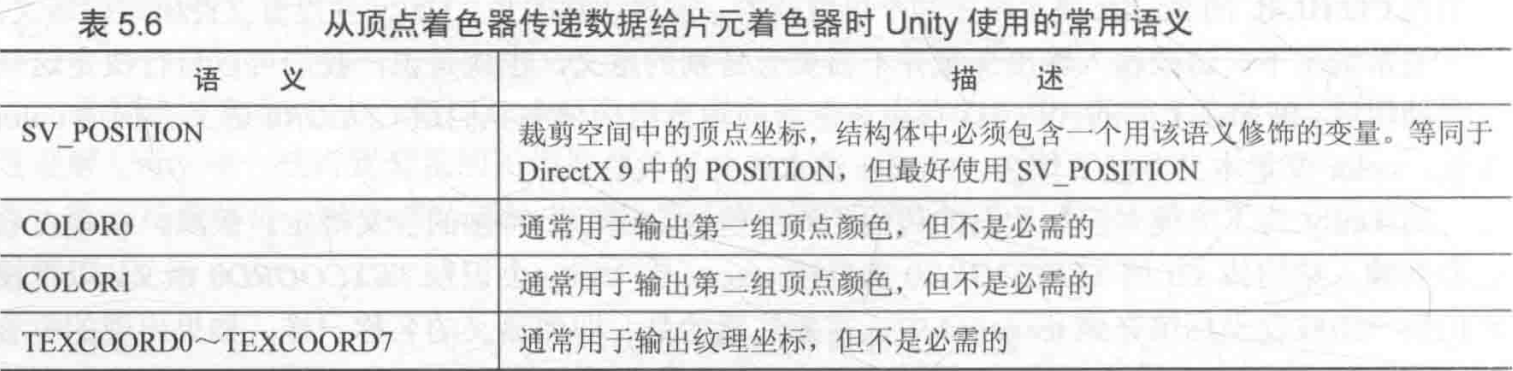 表 5.6 从顶点着色器传递数据给片元着色器时 Unity 使用的常用语义
语 义 描 述
SV_POSITION 裁剪空间中的顶点坐标，结构体中必须包含一个用该语义修饰的变量。等同于
DirectX 9 中的 POSITION，但最好使用 SV_POSITION
COLOR0 通常用于输出第一组顶点颜色，但不是必需的
COLOR1 通常用于输出第二组顶点颜色，但不是必需的
TEXCOORD0～TEXCOORD7 通常用于输出纹理坐标，但不是必需的